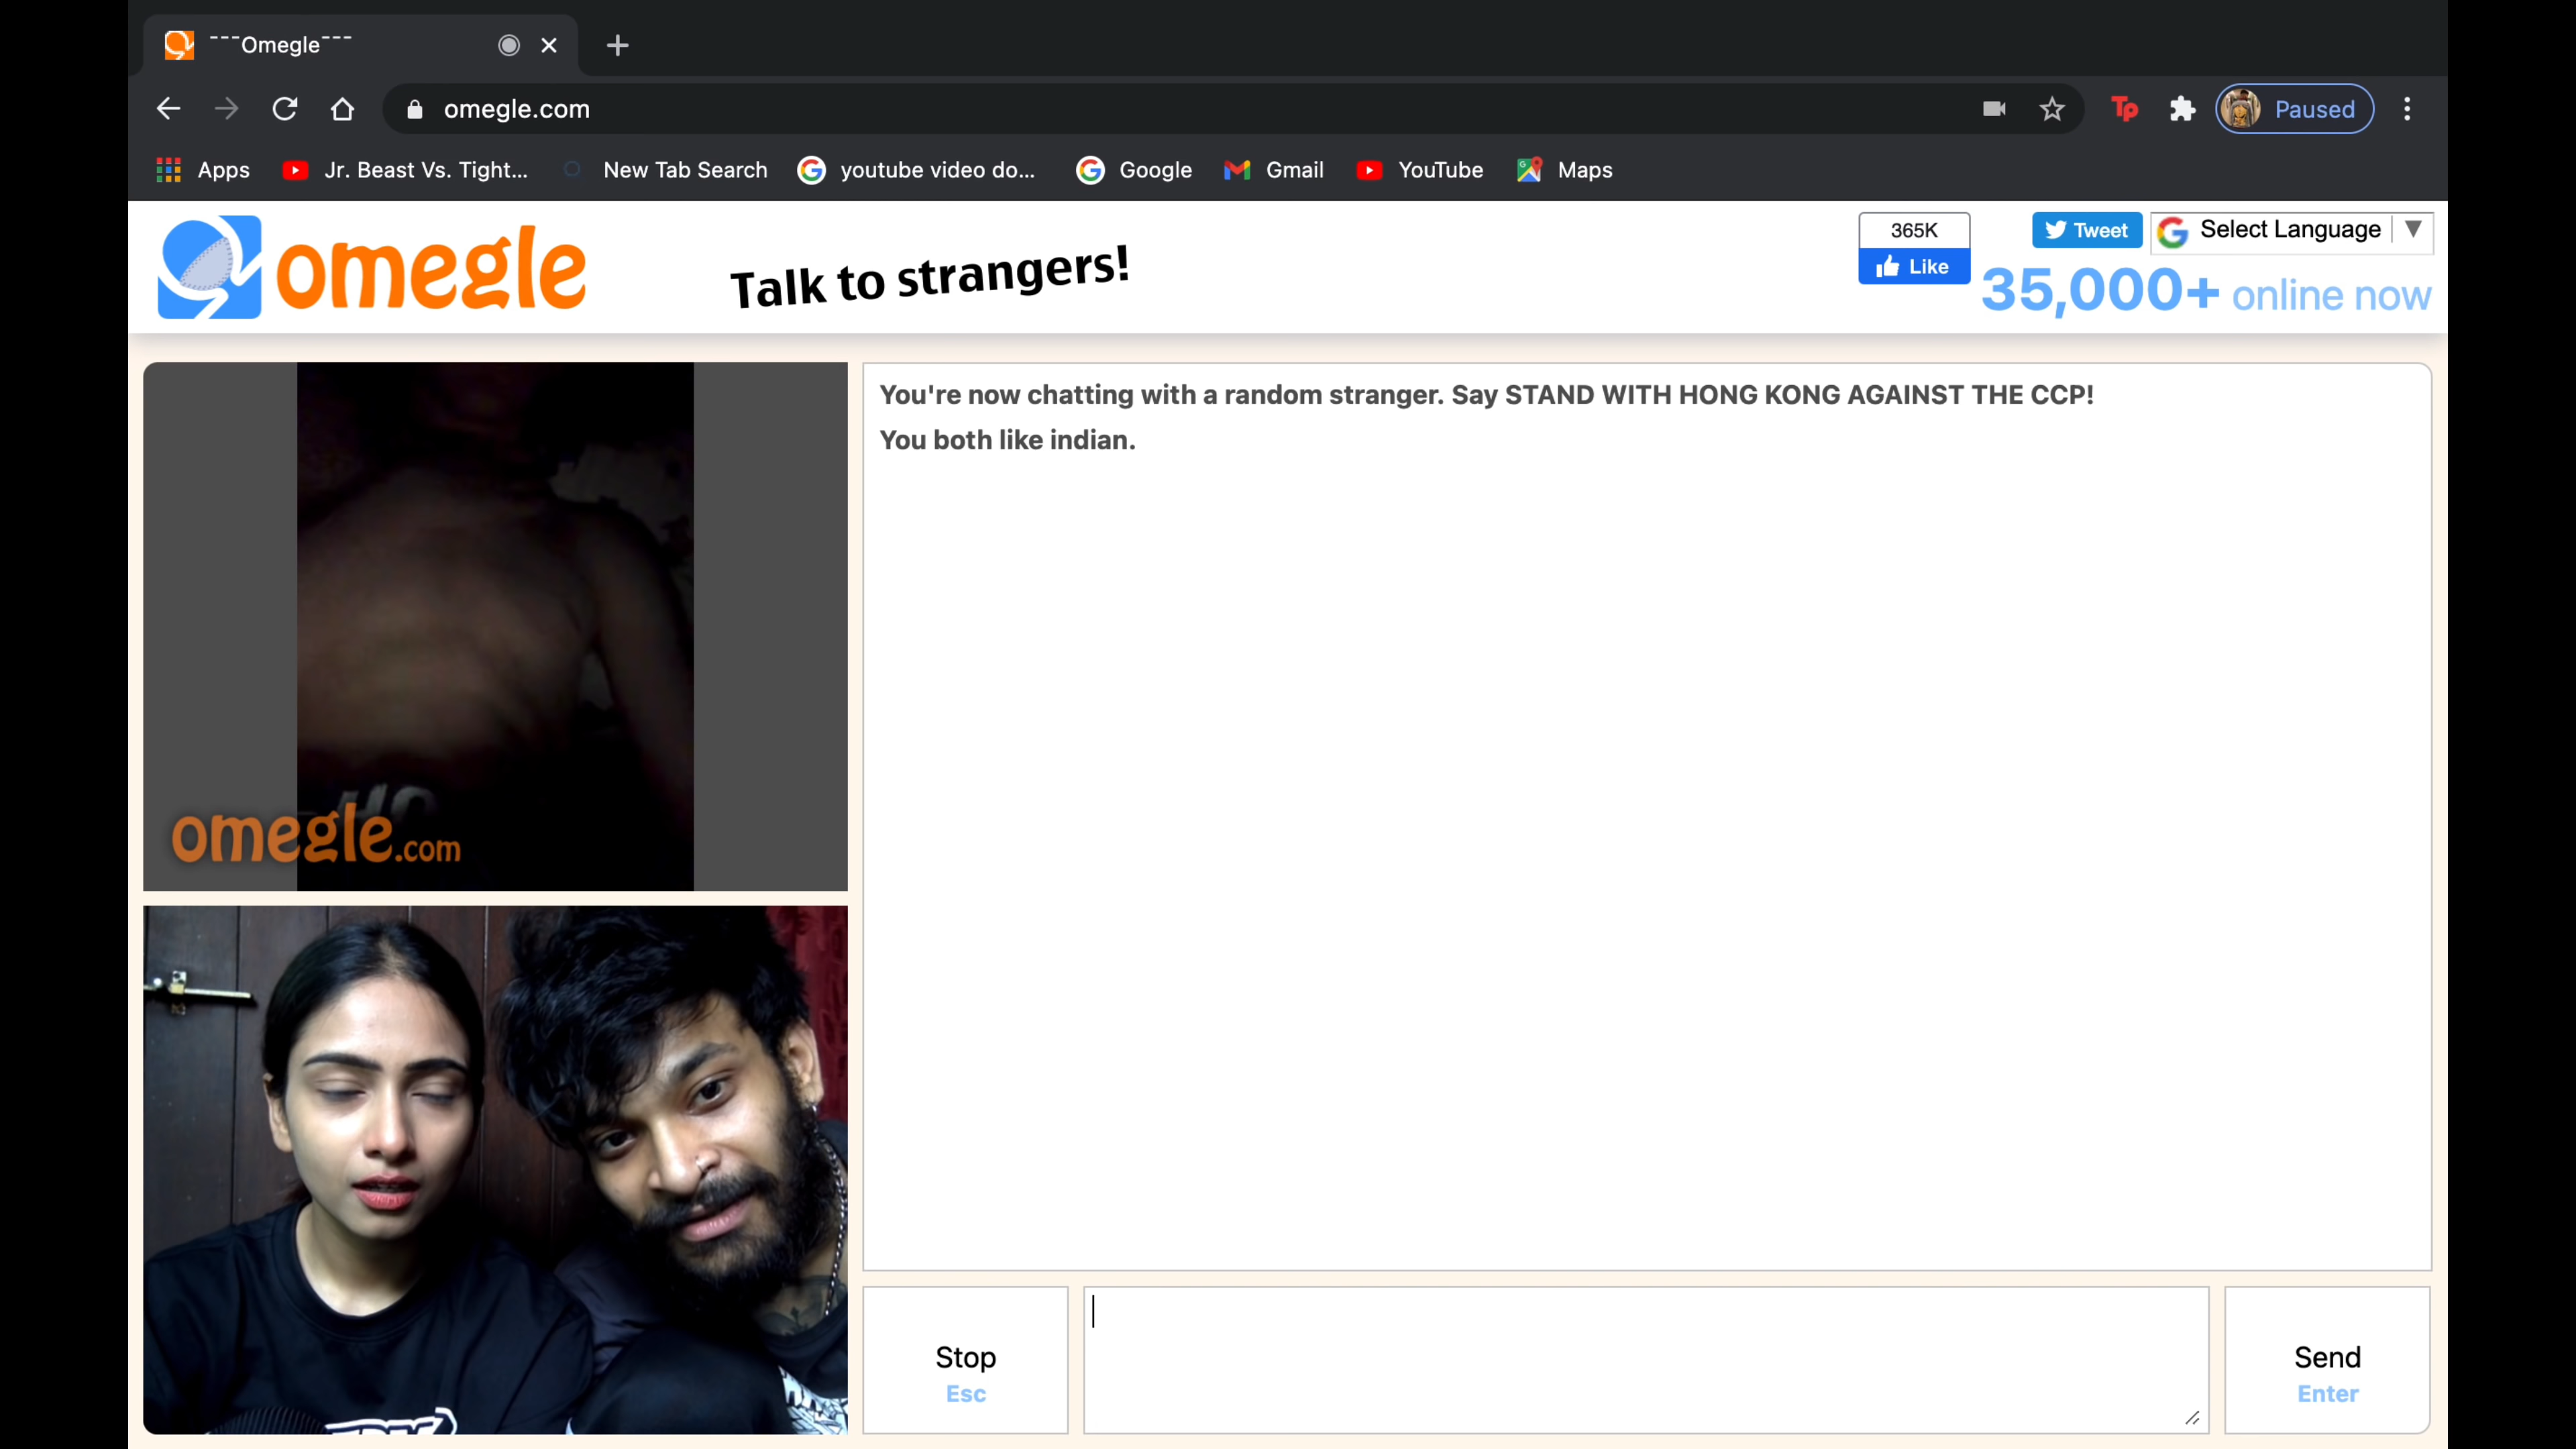 Omegle
omegle.com
Paused
Apps
Jr. Beast Vs. Tight...
New Tab Search
youtube video do...
Google
Gmail
YouTube
Maps
omegle
Talk to strangers!
365K
Like
Tweet
Select Language
35,000+ online now
You're now chatting with a random stranger. Say STAND WITH HONG KONG AGAINST THE CCP!
You both like indian.
omegle.com
Stop
Esc
Send
Enter